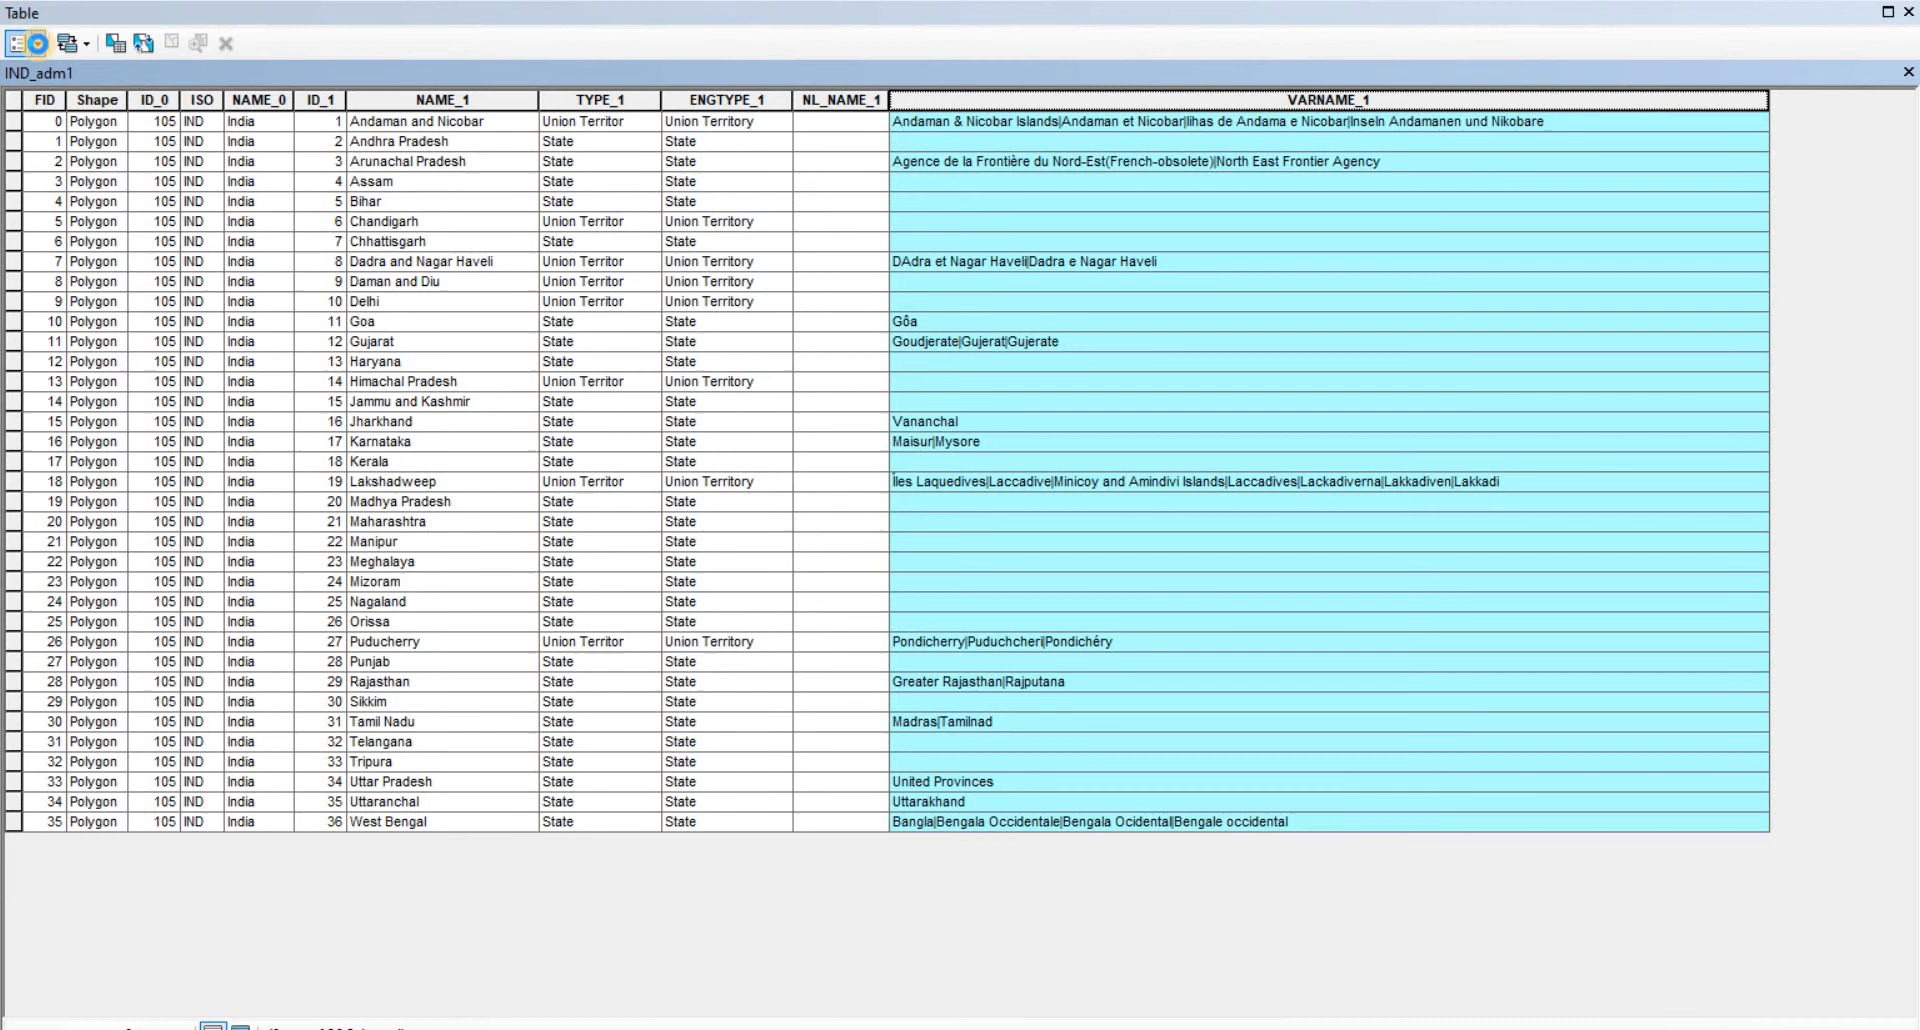 Table
IND_adm1
FID Shape ID_0 ISO NAME_0 ID_1 NAME_1 TYPE_1 ENGTYPE_1 NL_NAME_1 VARNAME_1
0 Polygon 105 IND India 1 Andaman and Nicobar Union Territor Union Territory Andaman & Nicobar Islands|Andaman et Nicobar|Ilhas de Andama e Nicobar|Inseln Andamanen und Nikobare
1 Polygon 105 IND India 2 Andhra Pradesh State State
2 Polygon 105 IND India 3 Arunachal Pradesh State State Agence de la Frontière du Nord-Est(French-obsolete)|North East Frontier Agency
3 Polygon 105 IND India 4 Assam State State
4 Polygon 105 IND India 5 Bihar State State
5 Polygon 105 IND India 6 Chandigarh Union Territor Union Territory
6 Polygon 105 IND India 7 Chhattisgarh State State
7 Polygon 105 IND India 8 Dadra and Nagar Haveli Union Territor Union Territory DAdra et Nagar Haveli|Dadra e Nagar Haveli
8 Polygon 105 IND India 9 Daman and Diu Union Territor Union Territory
9 Polygon 105 IND India 10 Delhi Union Territor Union Territory
10 Polygon 105 IND India 11 Goa State State Gôa
11 Polygon 105 IND India 12 Gujarat State State Goudjerate|Gujerat|Gujerate
12 Polygon 105 IND India 13 Haryana State State
13 Polygon 105 IND India 14 Himachal Pradesh Union Territor Union Territory
14 Polygon 105 IND India 15 Jammu and Kashmir State State
15 Polygon 105 IND India 16 Jharkhand State State Vananchal
16 Polygon 105 IND India 17 Karnataka State State Maisur|Mysore
17 Polygon 105 IND India 18 Kerala State State
18 Polygon 105 IND India 19 Lakshadweep Union Territor Union Territory Íles Laquedives|Laccadive|Minicoy and Amindivi Islands|Laccadives|Lackadiverna|Lakkadiven|Lakkadi
19 Polygon 105 IND India 20 Madhya Pradesh State State
20 Polygon 105 IND India 21 Maharashtra State State
21 Polygon 105 IND India 22 Manipur State State
22 Polygon 105 IND India 23 Meghalaya State State
23 Polygon 105 IND India 24 Mizoram State State
24 Polygon 105 IND India 25 Nagaland State State
25 Polygon 105 IND India 26 Orissa State State
26 Polygon 105 IND India 27 Puducherry Union Territor Union Territory Pondicherry|Puduchcheri|Pondichéry
27 Polygon 105 IND India 28 Punjab State State
28 Polygon 105 IND India 29 Rajasthan State State Greater Rajasthan|Rajputana
29 Polygon 105 IND India 30 Sikkim State State
30 Polygon 105 IND India 31 Tamil Nadu State State Madras|Tamilnad
31 Polygon 105 IND India 32 Telangana State State
32 Polygon 105 IND India 33 Tripura State State
33 Polygon 105 IND India 34 Uttar Pradesh State State United Provinces
34 Polygon 105 IND India 35 Uttaranchal State State Uttarakhand
35 Polygon 105 IND India 36 West Bengal State State Bangla|Bengala Occidentale|Bengala Ocidental|Bengale occidental